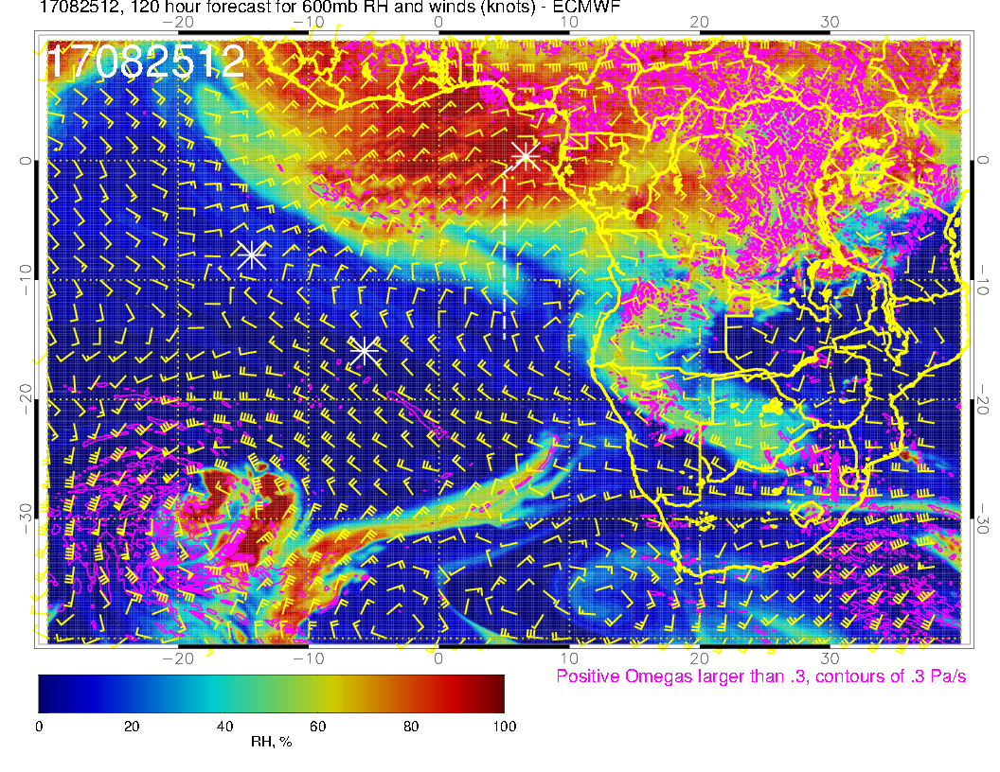 17082512, 120 hour forecast for 600mb RH and winds (knots) - ECMWF
−20 −10 0 10 20 30
17082512
0 0
−10 −10
−20 −20
−30 −30
−20 −10 0 10 20 30
Positive Omegas larger than .3, contours of .3 Pa/s
0 20 40 60 80 100
RH, %